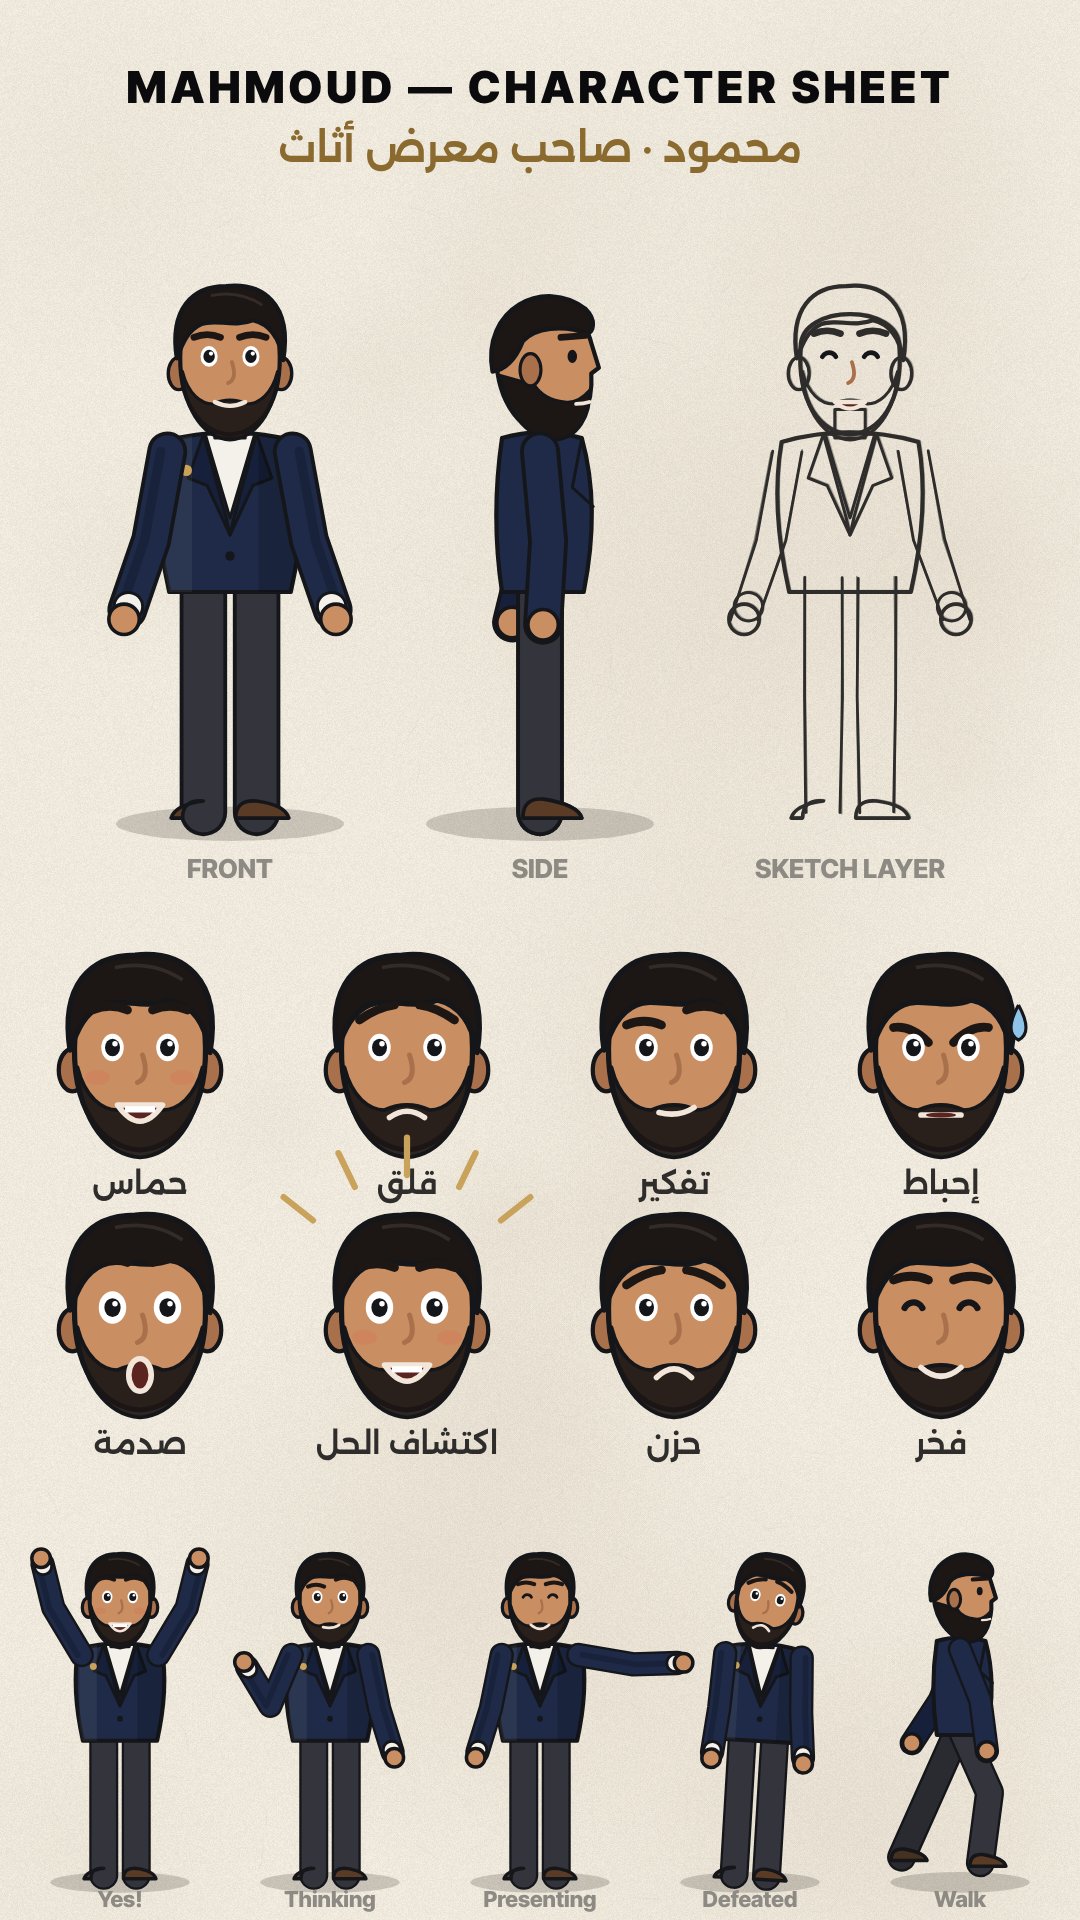 MAHMOUD — CHARACTER SHEET
محمود · صاحب معرض أثاث
FRONT SIDE SKETCH LAYER
حماس قلق تفكير إحباط
صدمة اكتشاف الحل حزن فخر
Yes! Thinking Presenting Defeated Walk